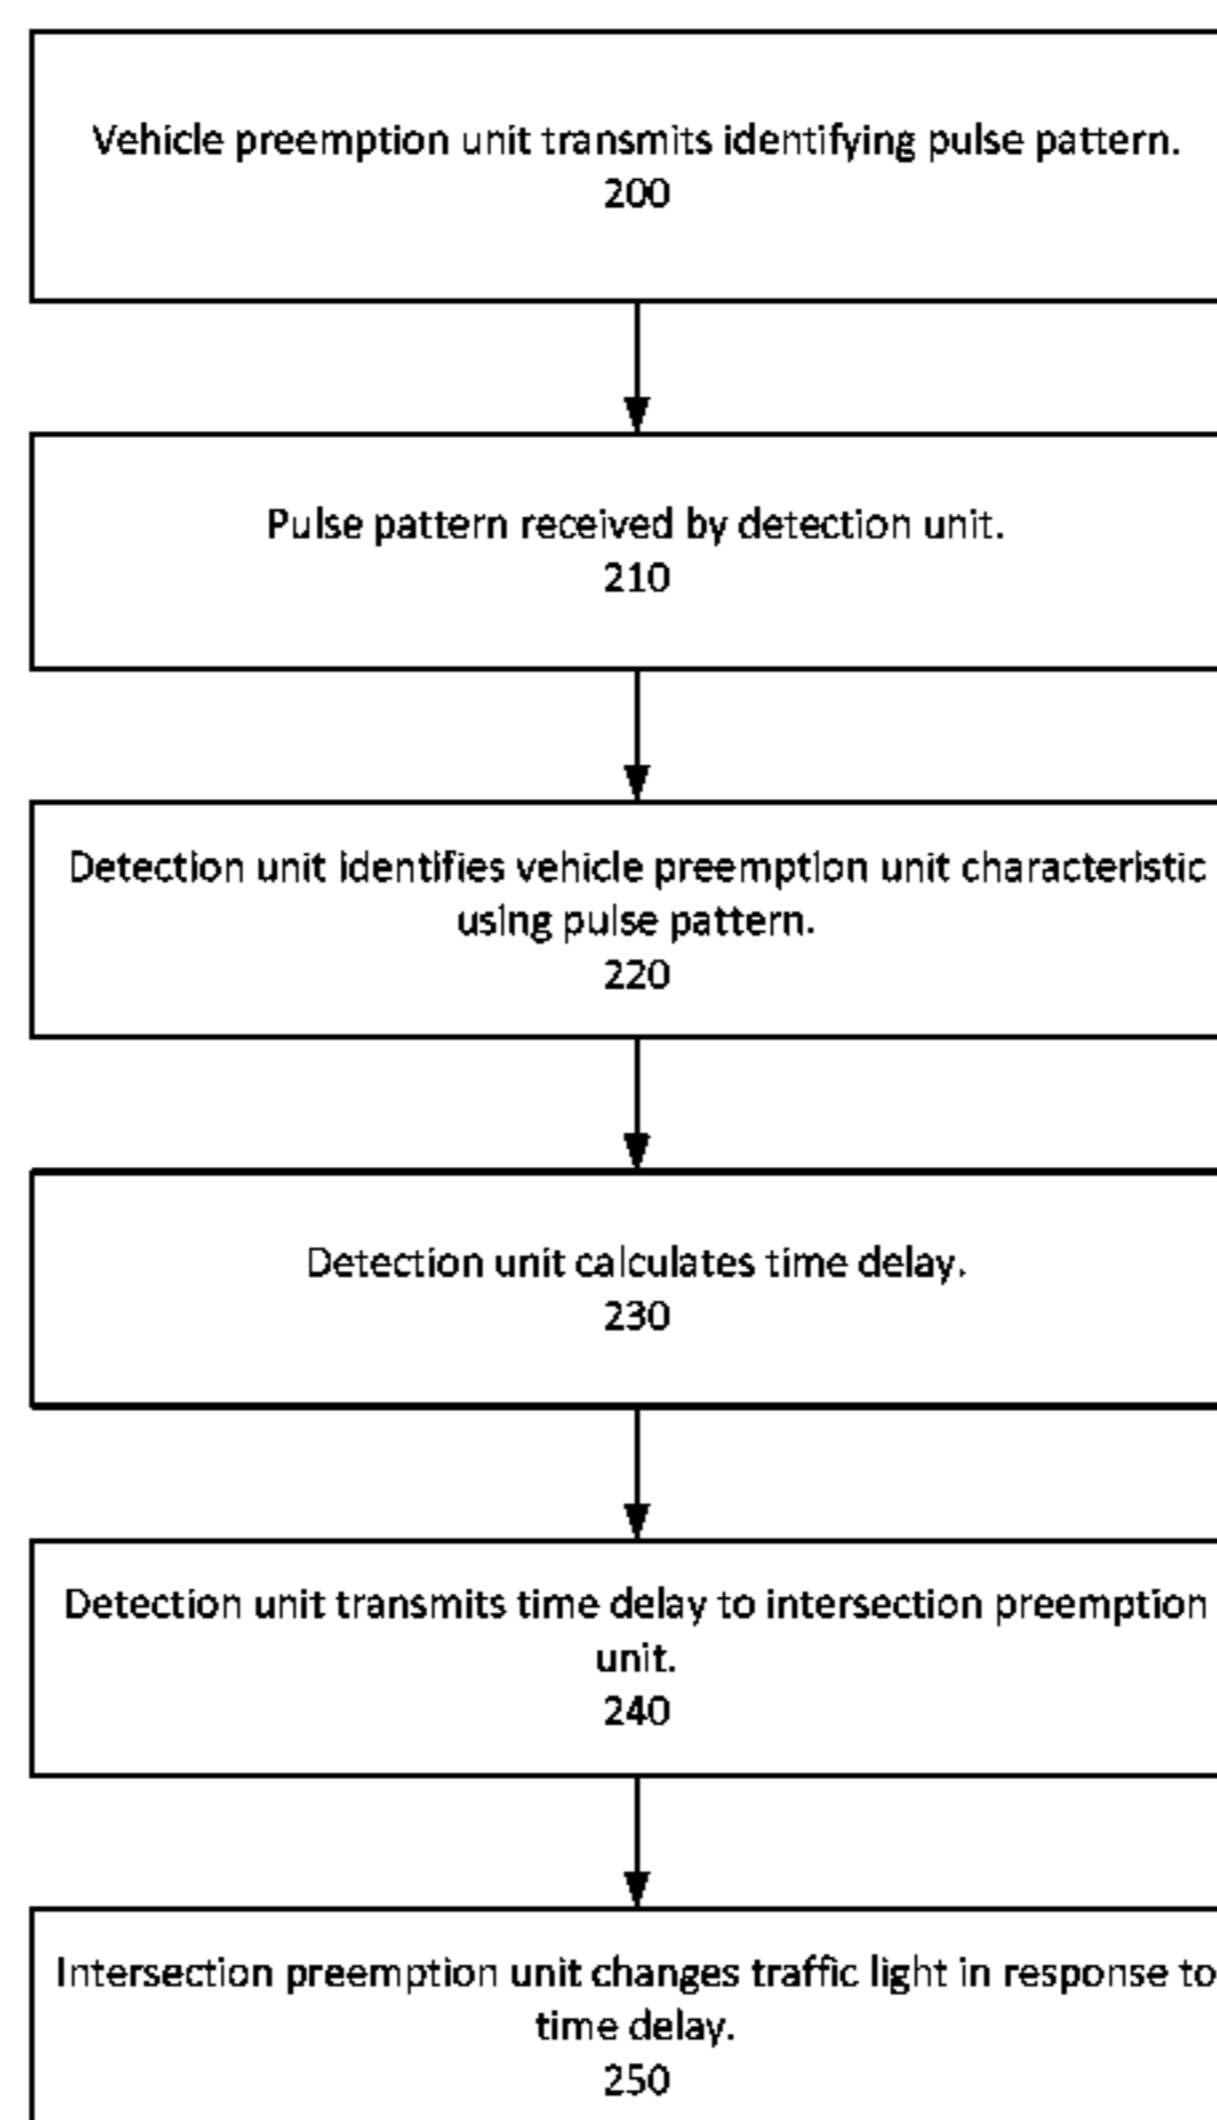 Vehicle preemption unit transmits identifying pulse pattern.
200
Pulse pattern received by detection unit.
210
Detection unit identifies vehicle preemption unit characteristic
using pulse pattern.
220
Detection unit calculates time delay.
230
Detection unit transmits time delay to intersection preemption
unit.
240
Intersection preemption unit changes traffic light in response to
time delay.
250